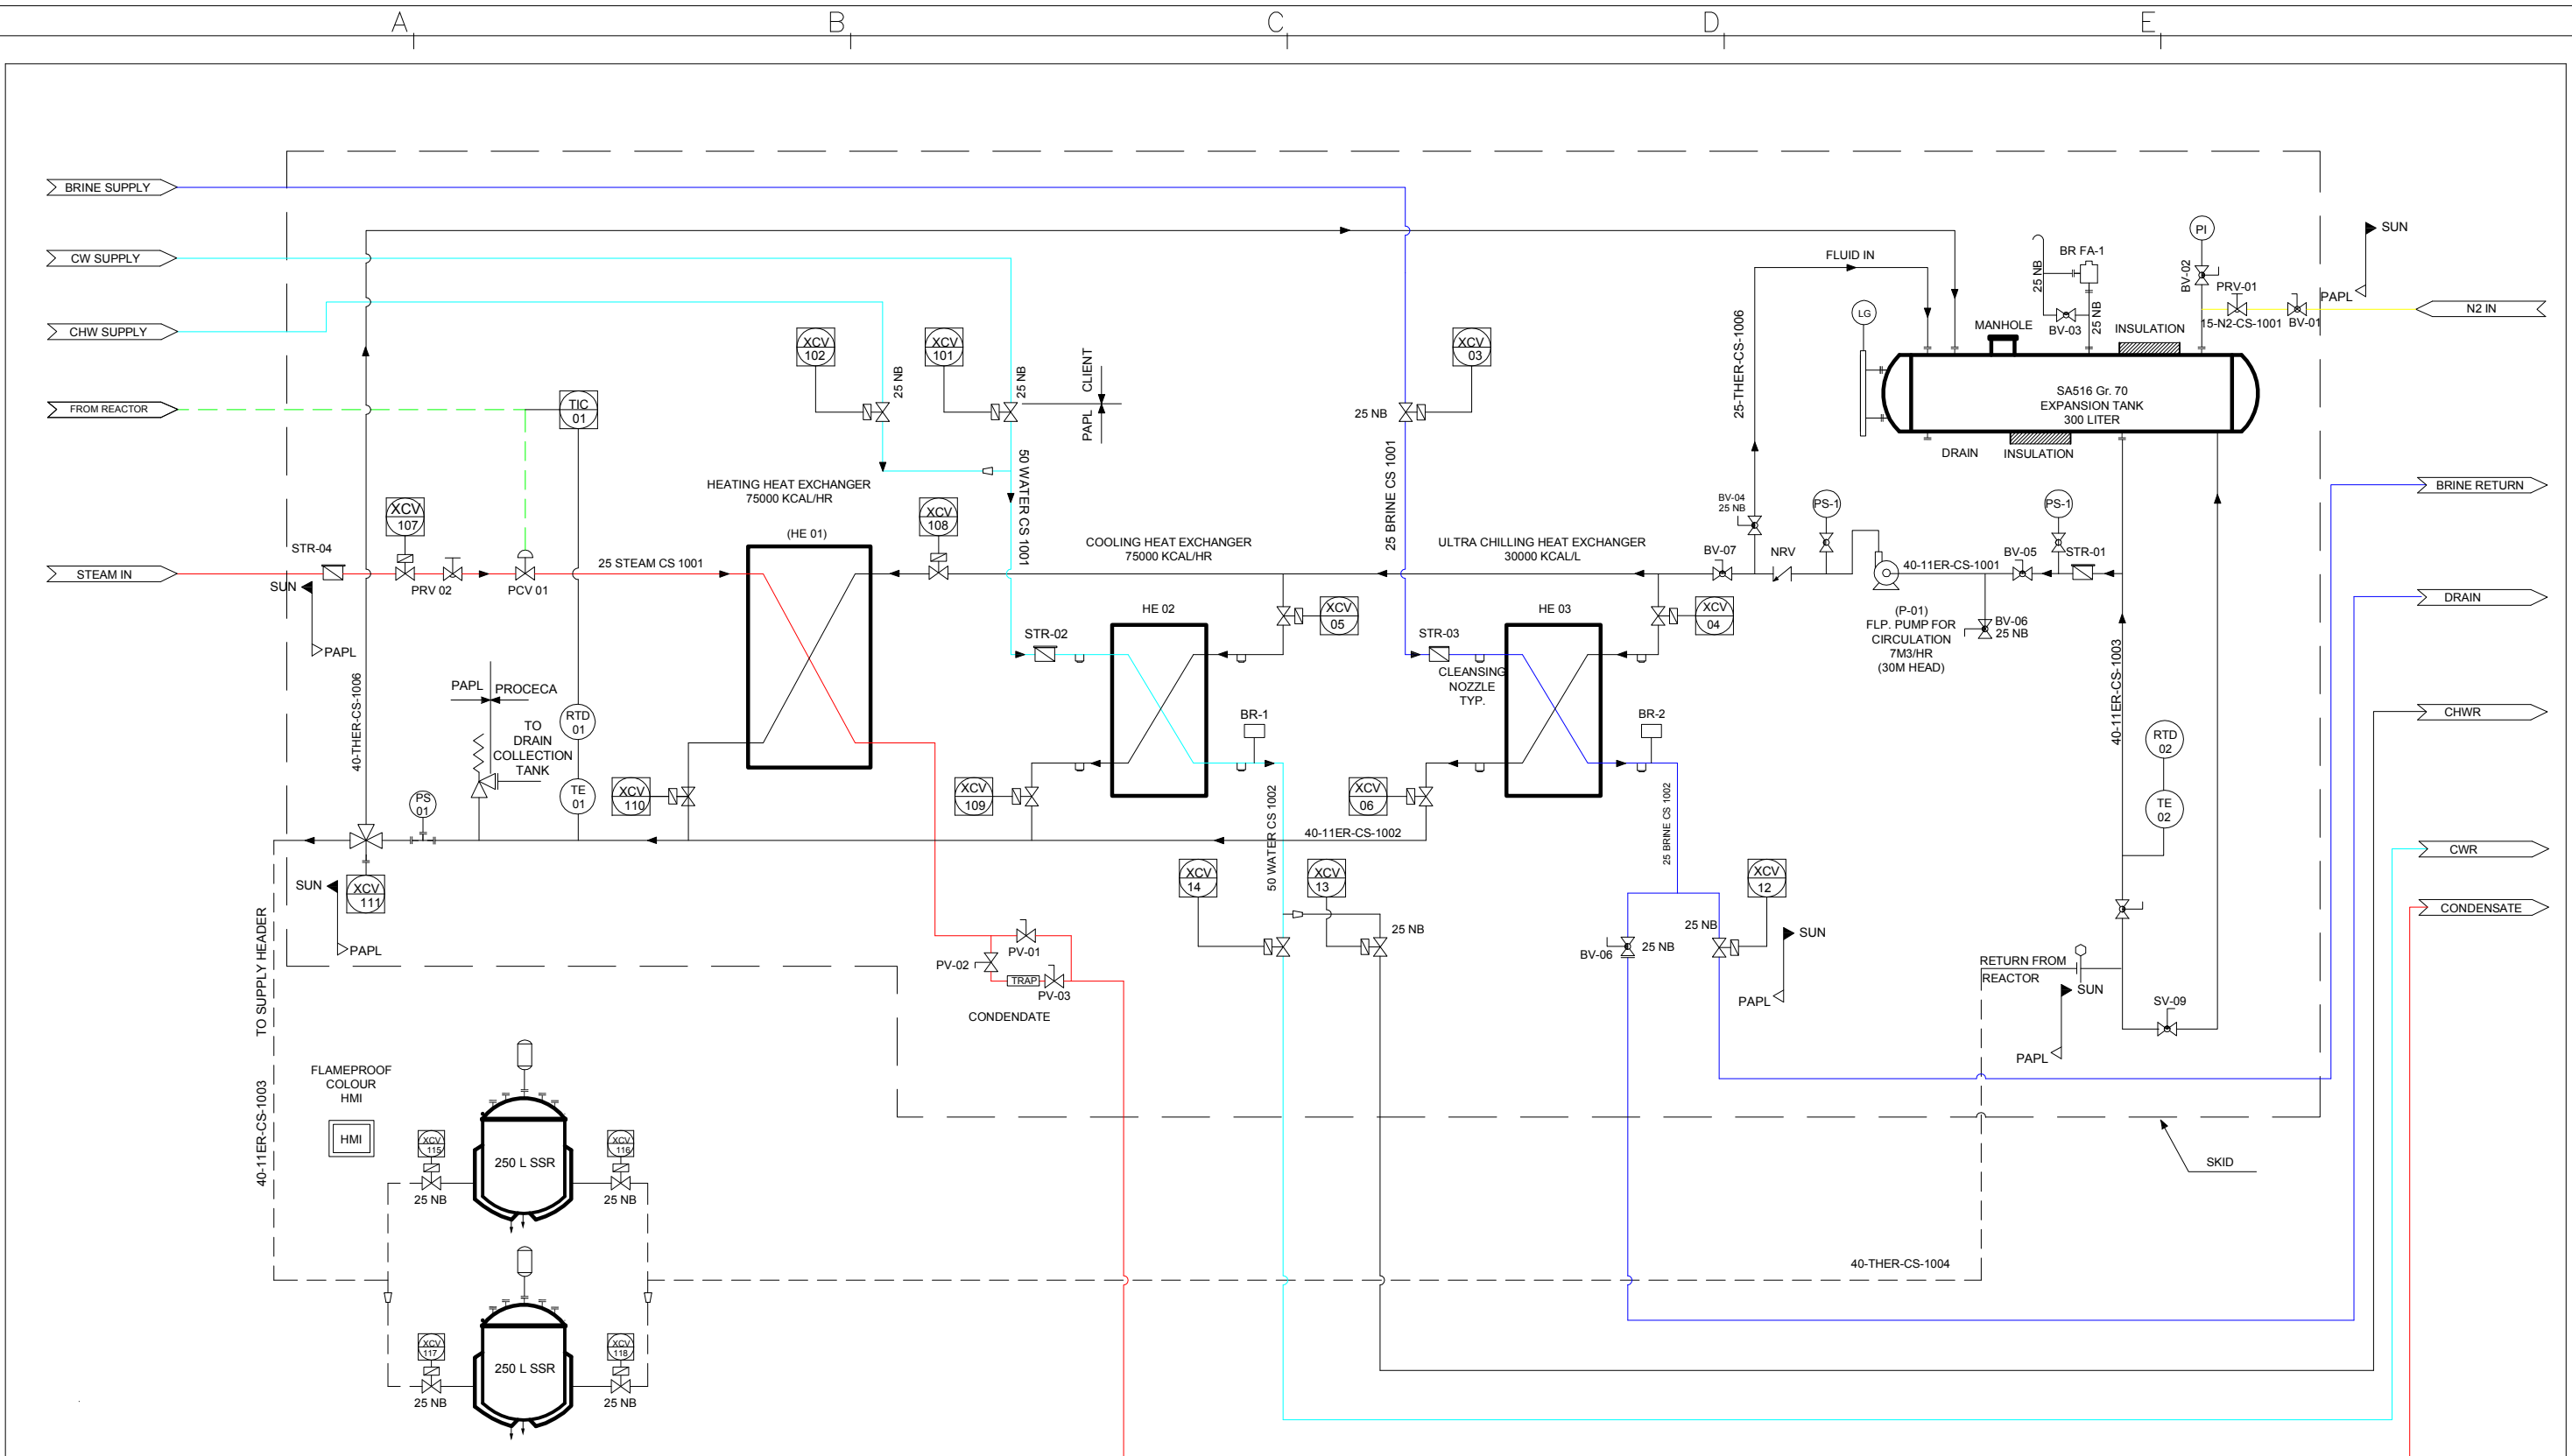 A
B
C
D
E
BRINE SUPPLY
CW SUPPLY
CHW SUPPLY
FROM REACTOR
STEAM IN
STR-04
SUN
PAPL
XCV
107
PRV 02
PCV 01
TIC
01
25 STEAM CS 1001
HEATING HEAT EXCHANGER
75000 KCAL/HR
(HE 01)
XCV
102
25 NB
XCV
101
25 NB
CLIENT
PAPL
50 WATER CS 1001
XCV
108
COOLING HEAT EXCHANGER
75000 KCAL/HR
HE 02
STR-02
XCV
05
XCV
03
25 NB
25 BRINE CS 1001
ULTRA CHILLING HEAT EXCHANGER
30000 KCAL/L
HE 03
STR-03
CLEANSING
NOZZLE
TYP.
XCV
04
BV-07
NRV
BV-04
25 NB
25-THER-CS-1006
FLUID IN
PS-1
PS-1
BV-05
STR-01
40-11ER-CS-1001
(P-01)
FLP. PUMP FOR
CIRCULATION
7M3/HR
(30M HEAD)
BV-06
25 NB
LG
MANHOLE
25 NB
BR FA-1
BV-03
25 NB
INSULATION
PI
BV-02
PRV-01
15-N2-CS-1001
BV-01
PAPL
SUN
N2 IN
SA516 Gr. 70
EXPANSION TANK
300 LITER
DRAIN
INSULATION
BRINE RETURN
DRAIN
CHWR
CWR
CONDENSATE
40-11ER-CS-1003
RTD
02
TE
02
RETURN FROM
REACTOR
SUN
PAPL
SV-09
SKID
40-THER-CS-1006
PAPL
PROCECA
TO
DRAIN
COLLECTION
TANK
RTD
01
TE
01
PS
01
XCV
110
XCV
109
XCV
06
BR-1
BR-2
40-11ER-CS-1002
50 WATER CS 1002
25 BRINE CS 1002
XCV
111
SUN
PAPL
XCV
14
XCV
13
25 NB
XCV
12
25 NB
BV-06
25 NB
SUN
PAPL
PV-01
PV-02
TRAP
PV-03
CONDENDATE
TO SUPPLY HEADER
40-11ER-CS-1003
FLAMEPROOF
COLOUR
HMI
HMI
XCV
115
25 NB
250 L SSR
XCV
116
25 NB
XCV
117
25 NB
250 L SSR
XCV
118
25 NB
40-THER-CS-1004